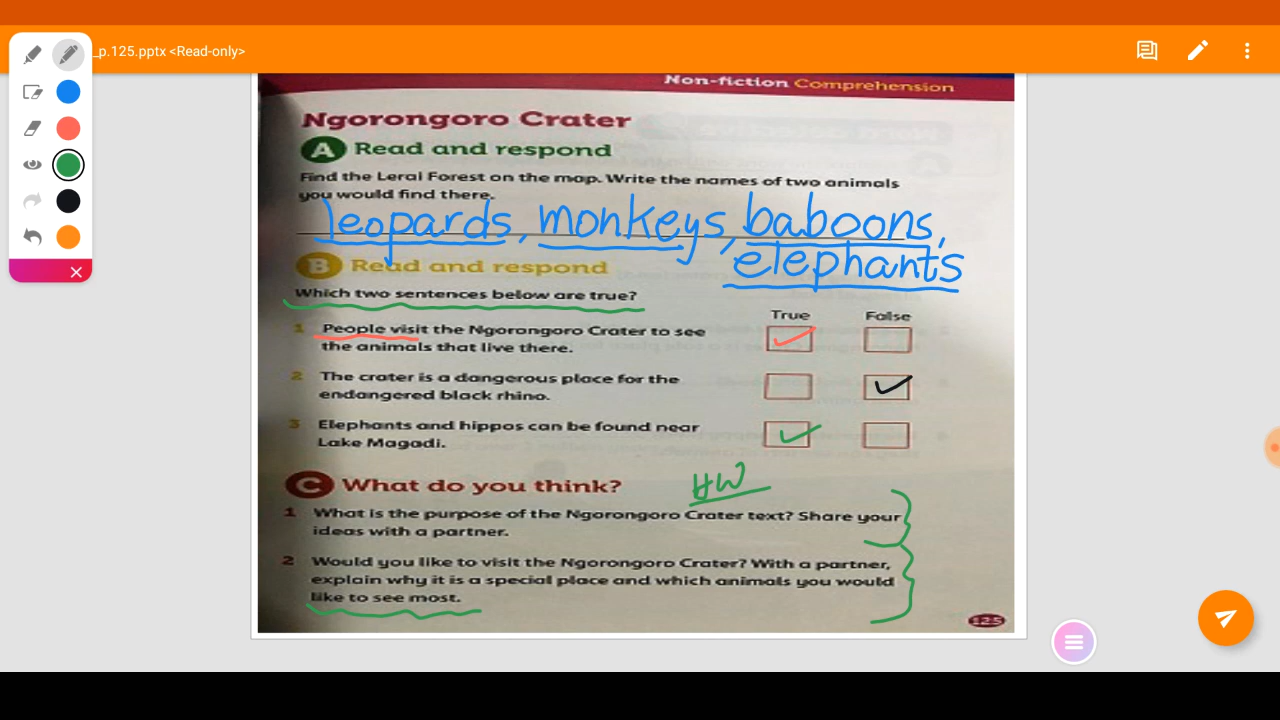 _p.125.pptx <Read-only>
Non-fiction Comprehension
Ngorongoro Crater
A Read and respond
Find the Leral Forest on the map. Write the names of two animals
you would find there.
leopards, monkeys, baboons,
elephants
B Read and respond
Which two sentences below are true?
True False
1 People visit the Ngorongoro Crater to see
the animals that live there.
2 The crater is a dangerous place for the
endangered black rhino.
3 Elephants and hippos can be found near
Lake Magadi.
C What do you think?
HW
1 What is the purpose of the Ngorongoro Crater text? Share your
ideas with a partner.
2 Would you like to visit the Ngorongoro Crater? With a partner,
explain why it is a special place and which animals you would
like to see most.
125